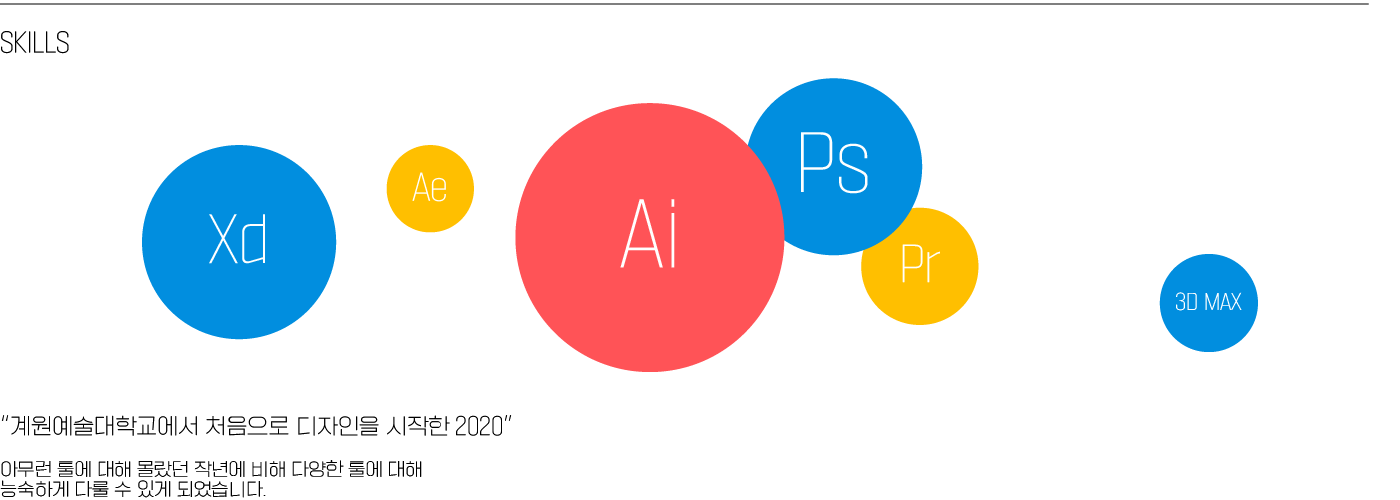 SKILLS
Xd
Ae
Ai
Ps
Pr
3D MAX
“계원예술대학교에서 처음으로 디자인을 시작한 2020”
아무런 툴에 대해 몰랐던 작년에 비해 다양한 툴에 대해
능숙하게 다룰 수 있게 되었습니다.